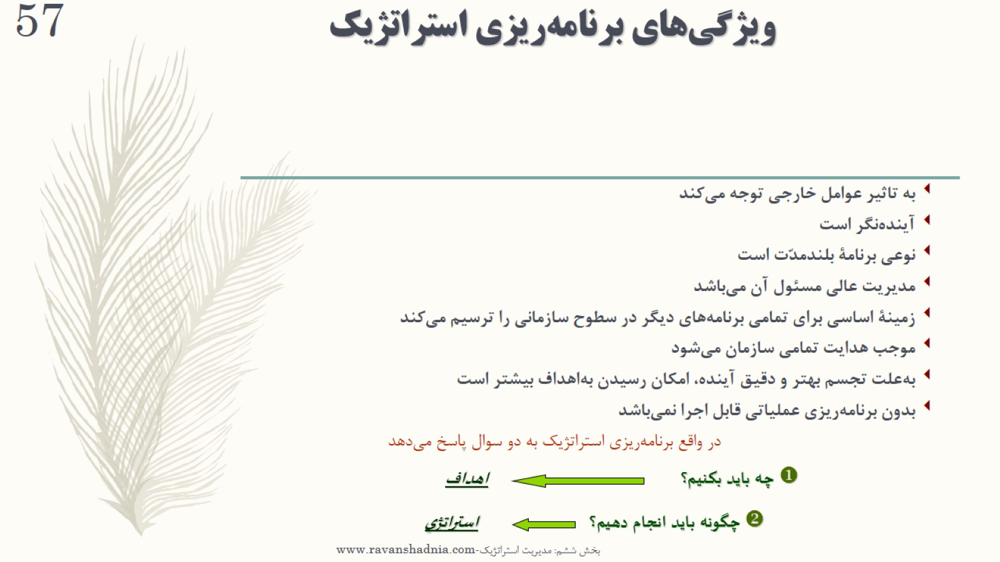 57
ویژگی‌های برنامه‌ریزی استراتژیک
به تاثیر عوامل خارجی توجه می‌کند
آینده‌نگر است
نوعی برنامهٔ بلندمدّت است
مدیریت عالی مسئول آن می‌باشد
زمینهٔ اساسی برای تمامی برنامه‌های دیگر در سطوح سازمانی را ترسیم می‌کند
موجب هدایت تمامی سازمان می‌شود
به‌علت تجسم بهتر و دقیق آینده، امکان رسیدن به‌اهداف بیشتر است
بدون برنامه‌ریزی عملیاتی قابل اجرا نمی‌باشد
در واقع برنامه‌ریزی استراتژیک به دو سوال پاسخ می‌دهد
❶ چه باید بکنیم؟ اهداف
❷ چگونه باید انجام دهیم؟ استراتژی
بخش ششم: مدیریت استراتژیک-www.ravanshadnia.com